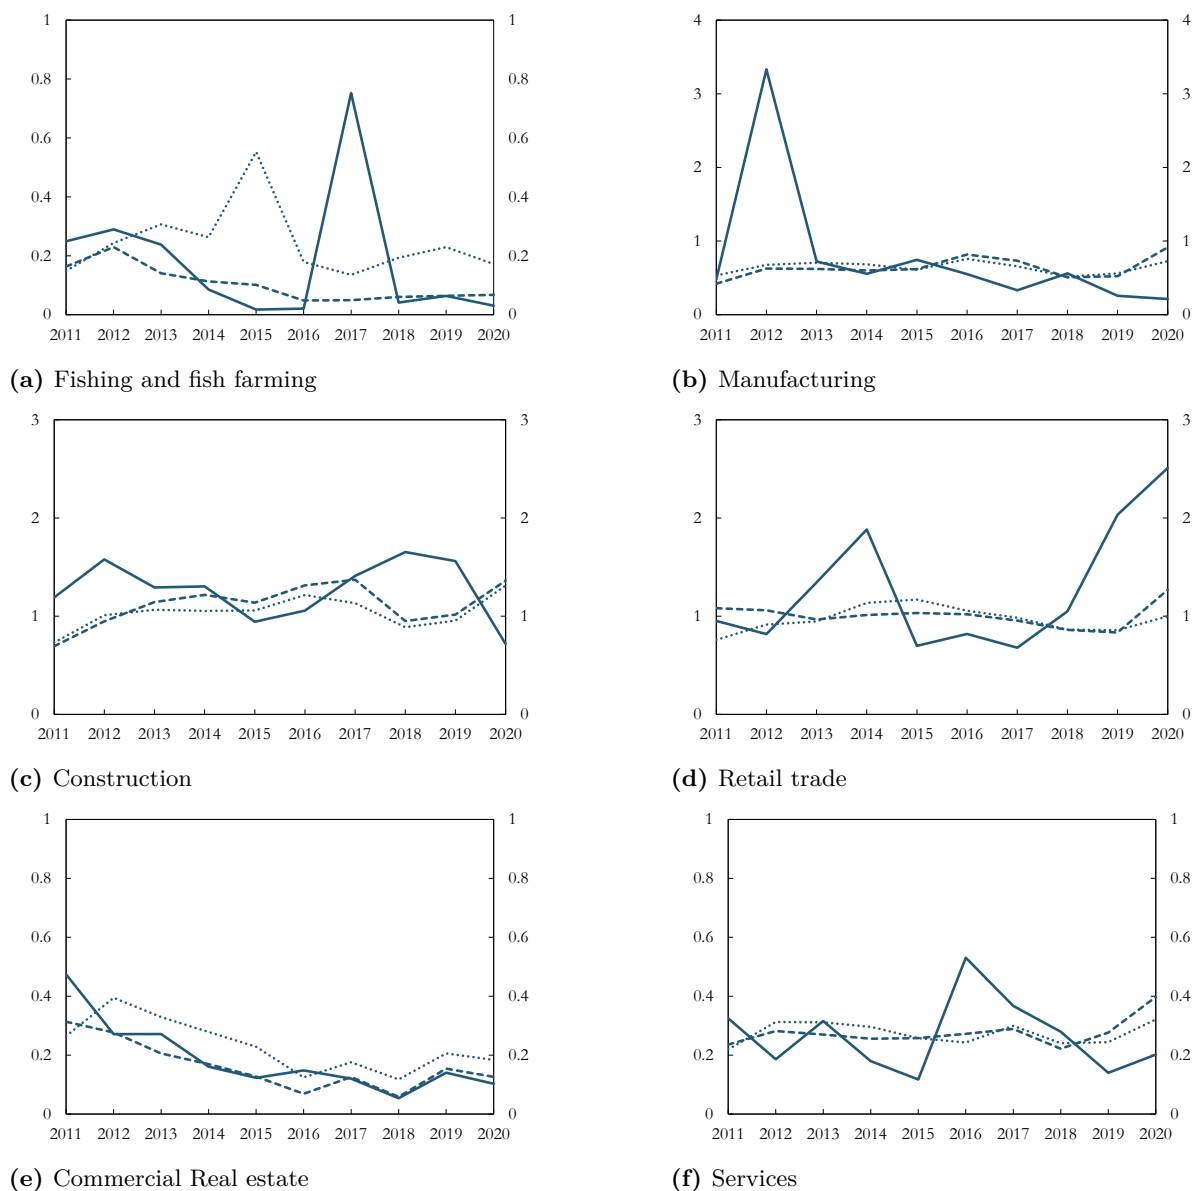 1 1 4 4
0.8 0.8 3 3
0.6 0.6
0.4 0.4 2 2
0.2 0.2 1 1
0 0 0 0
2011 2012 2013 2014 2015 2016 2017 2018 2019 2020 2011 2012 2013 2014 2015 2016 2017 2018 2019 2020
(a) Fishing and fish farming (b) Manufacturing
3 3 3 3
2 2 2 2
1 1 1 1
0 0 0 0
2011 2012 2013 2014 2015 2016 2017 2018 2019 2020 2011 2012 2013 2014 2015 2016 2017 2018 2019 2020
(c) Construction (d) Retail trade
1 1 1 1
0.8 0.8 0.8 0.8
0.6 0.6 0.6 0.6
0.4 0.4 0.4 0.4
0.2 0.2 0.2 0.2
0 0 0 0
2011 2012 2013 2014 2015 2016 2017 2018 2019 2020 2011 2012 2013 2014 2015 2016 2017 2018 2019 2020
(e) Commercial Real estate (f) Services